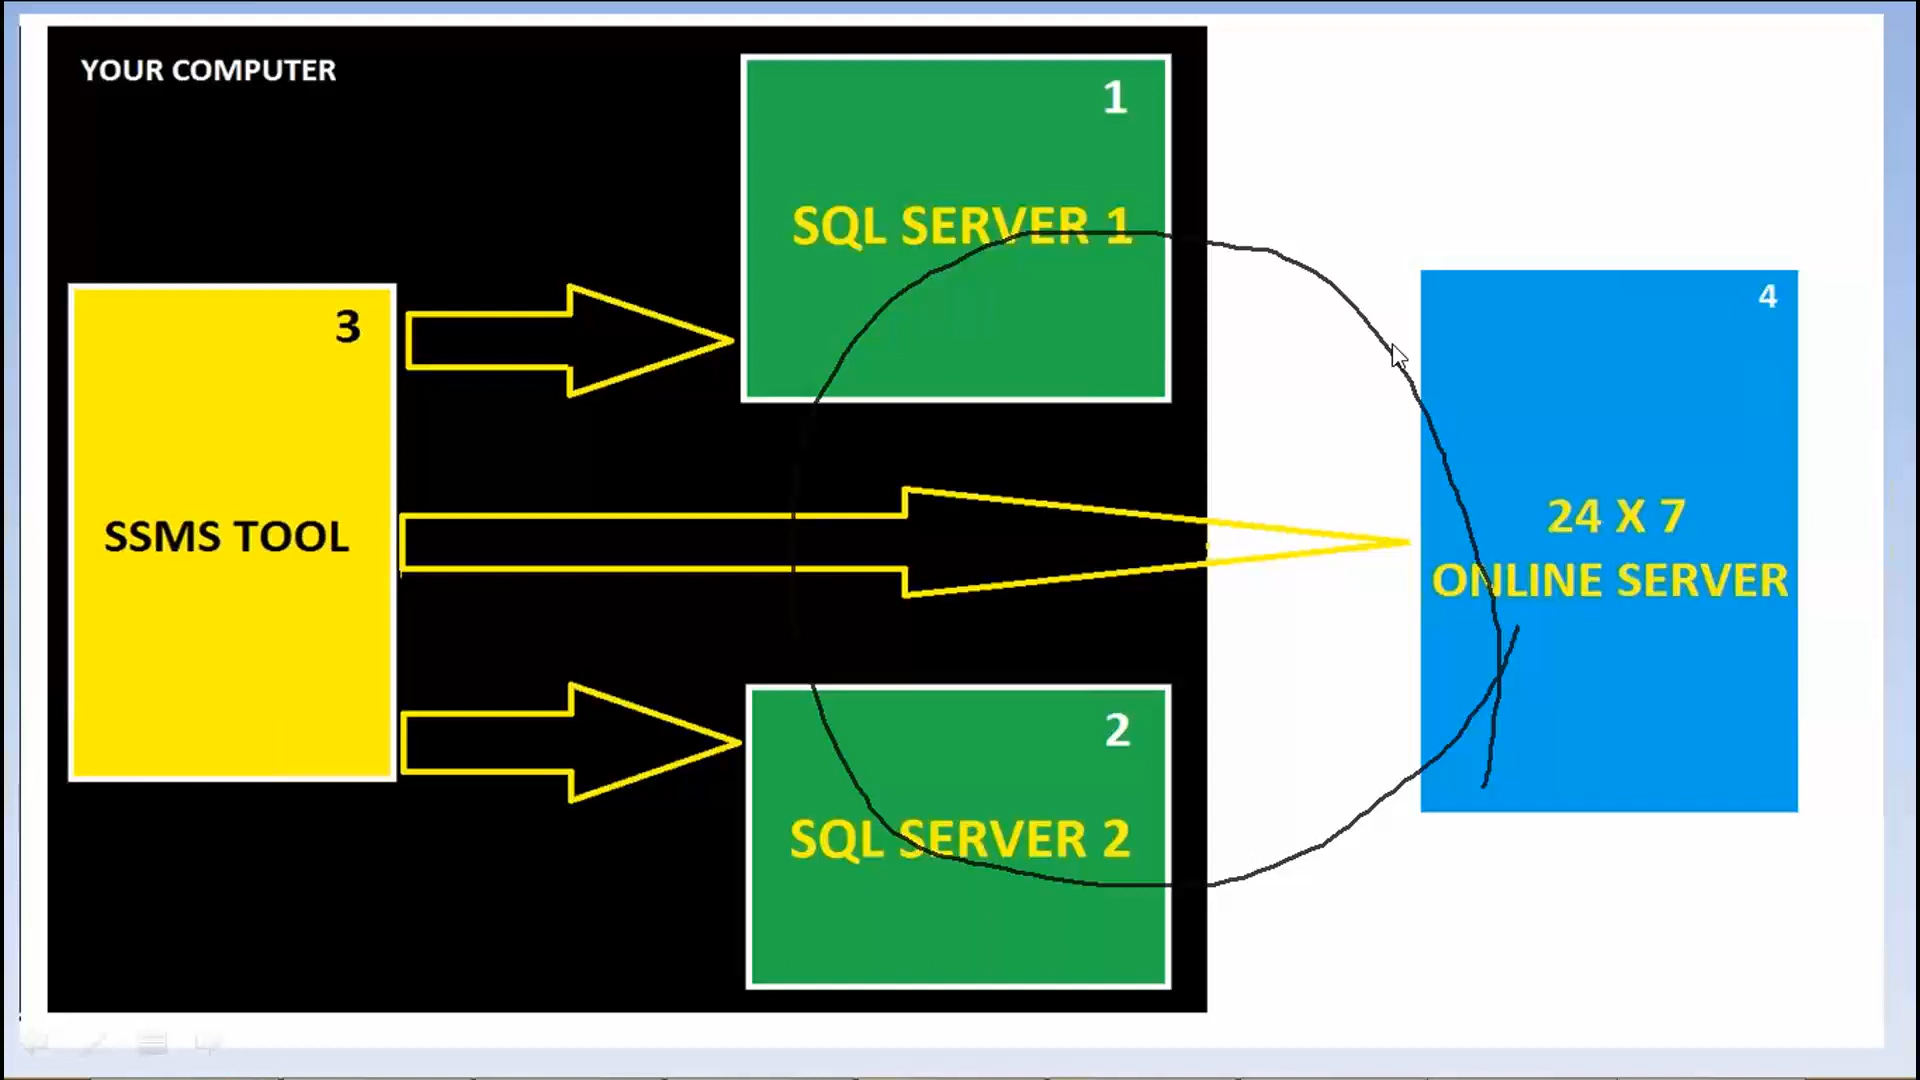 YOUR COMPUTER
1
SQL SERVER 1
3
SSMS TOOL
4
24 X 7
ONLINE SERVER
2
SQL SERVER 2